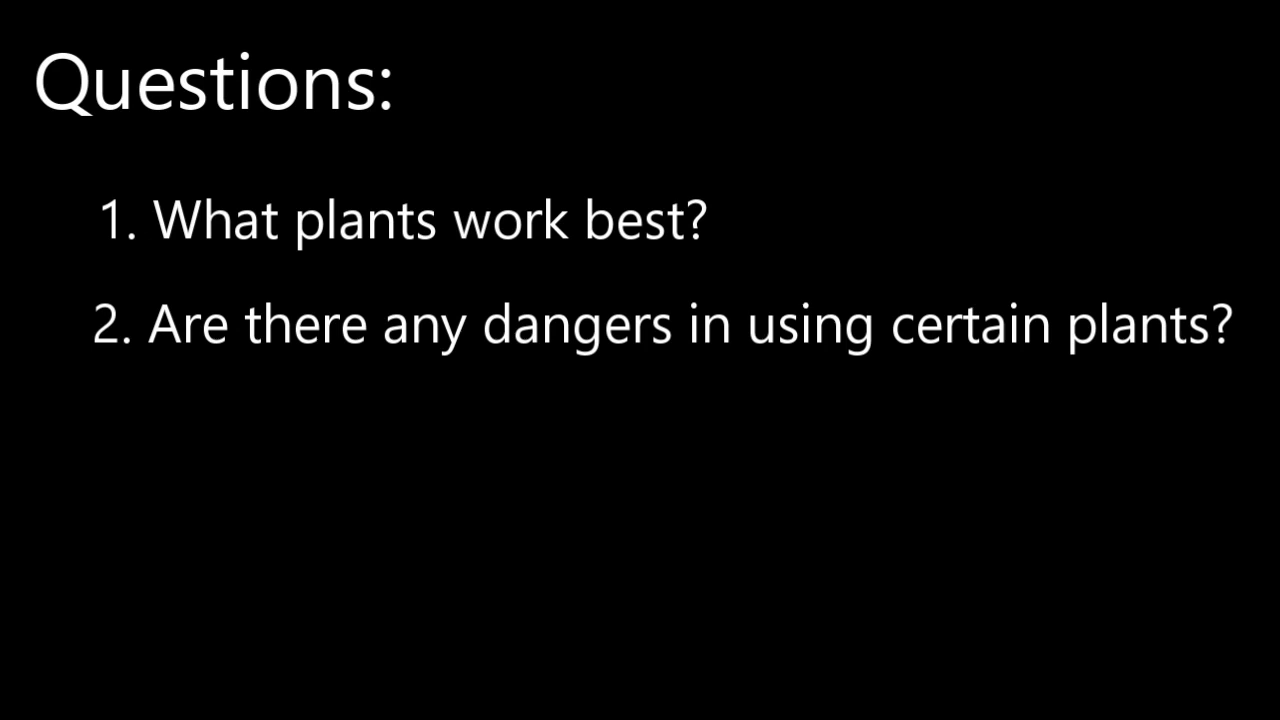 Questions:
1. What plants work best?
2. Are there any dangers in using certain plants?